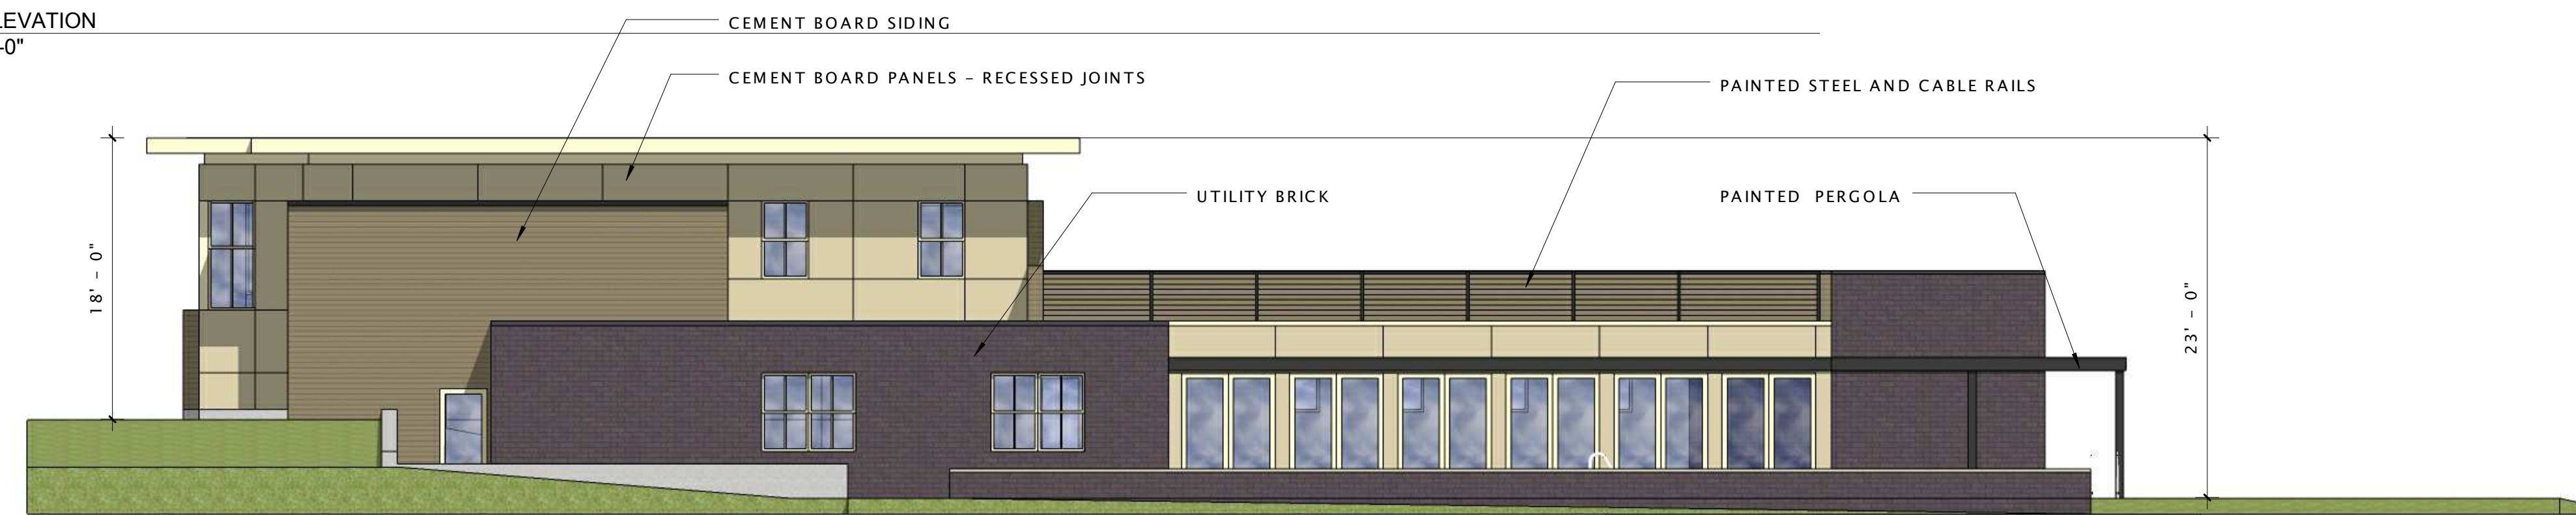 LEVATION
-0"
CEMENT BOARD SIDING
CEMENT BOARD PANELS – RECESSED JOINTS
PAINTED STEEL AND CABLE RAILS
UTILITY BRICK
PAINTED PERGOLA
18' – 0"
23' – 0"